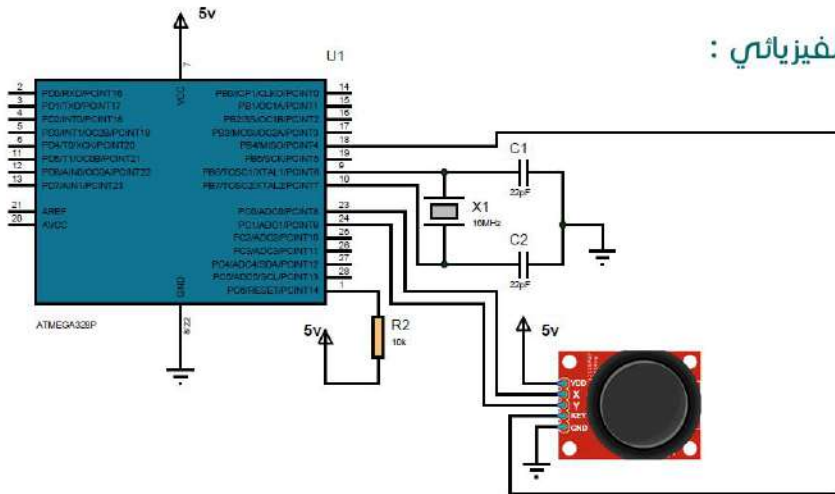 لفيزيائي :
5v
U1
7
VCC
2 PD0/RXD/PCINT16
3 PD1/TXD/PCINT17
4 PD2/INT0/PCINT18
5 PD3/INT1/OC2B/PCINT19
6 PD4/T0/XCK/PCINT20
11 PD5/T1/OC0B/PCINT21
12 PD6/AIN0/OC0A/PCINT22
13 PD7/AIN1/PCINT23
21 AREF
20 AVCC
PB0/ICP1/CLKO/PCINT0 14
PB1/OC1A/PCINT1 15
PB2/SS/OC1B/PCINT2 16
PB3/MOSI/OC2A/PCINT3 17
PB4/MISO/PCINT4 18
PB5/SCK/PCINT5 19
PB6/TOSC1/XTAL1/PCINT6 9
PB7/TOSC2/XTAL2/PCINT7 10
PC0/ADC0/PCINT8 23
PC1/ADC1/PCINT9 24
PC2/ADC2/PCINT10 25
PC3/ADC3/PCINT11 26
PC4/ADC4/SDA/PCINT12 27
PC5/ADC5/SCL/PCINT13 28
PC6/RESET/PCINT14 1
GND
8/22
ATMEGA328P
C1
22pF
X1
16MHz
C2
22pF
R2
10k
5v
5v
VDD
X
Y
KEY
GND